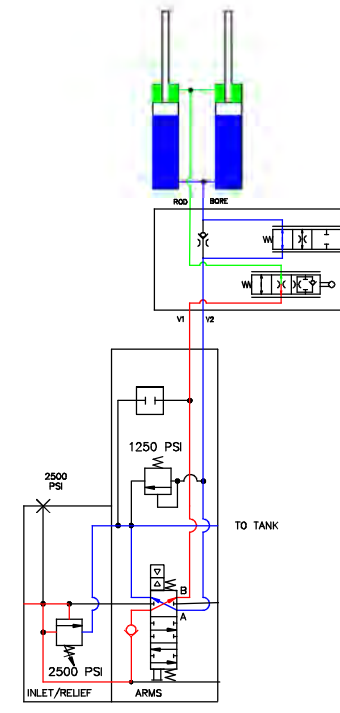 ROD BORE
V1 V2
1250 PSI
2500
PSI
TO TANK
B
A
2500 PSI
INLET/RELIEF ARMS